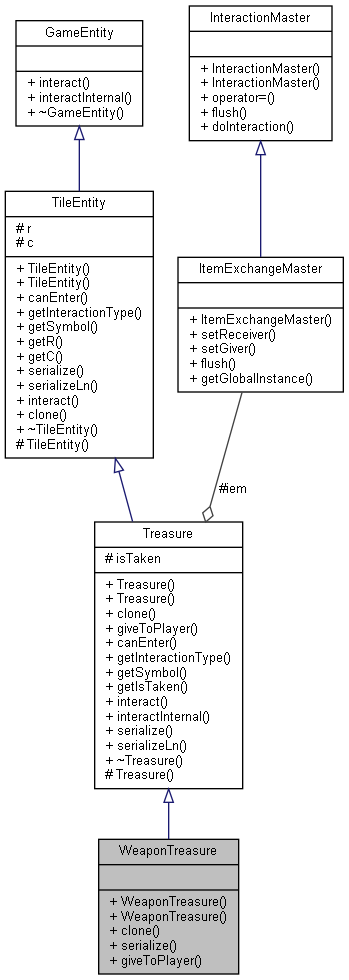 GameEntity
+ interact()
+ interactInternal()
+ ~GameEntity()
InteractionMaster
+ InteractionMaster()
+ InteractionMaster()
+ operator=()
+ flush()
+ doInteraction()
TileEntity
# r
# c
+ TileEntity()
+ TileEntity()
+ canEnter()
+ getInteractionType()
+ getSymbol()
+ getR()
+ getC()
+ serialize()
+ serializeLn()
+ interact()
+ clone()
+ ~TileEntity()
# TileEntity()
ItemExchangeMaster
+ ItemExchangeMaster()
+ setReceiver()
+ setGiver()
+ flush()
+ getGlobalInstance()
#iem
Treasure
# isTaken
+ Treasure()
+ Treasure()
+ clone()
+ giveToPlayer()
+ canEnter()
+ getInteractionType()
+ getSymbol()
+ getIsTaken()
+ interact()
+ interactInternal()
+ serialize()
+ serializeLn()
+ ~Treasure()
# Treasure()
WeaponTreasure
+ WeaponTreasure()
+ WeaponTreasure()
+ clone()
+ serialize()
+ giveToPlayer()